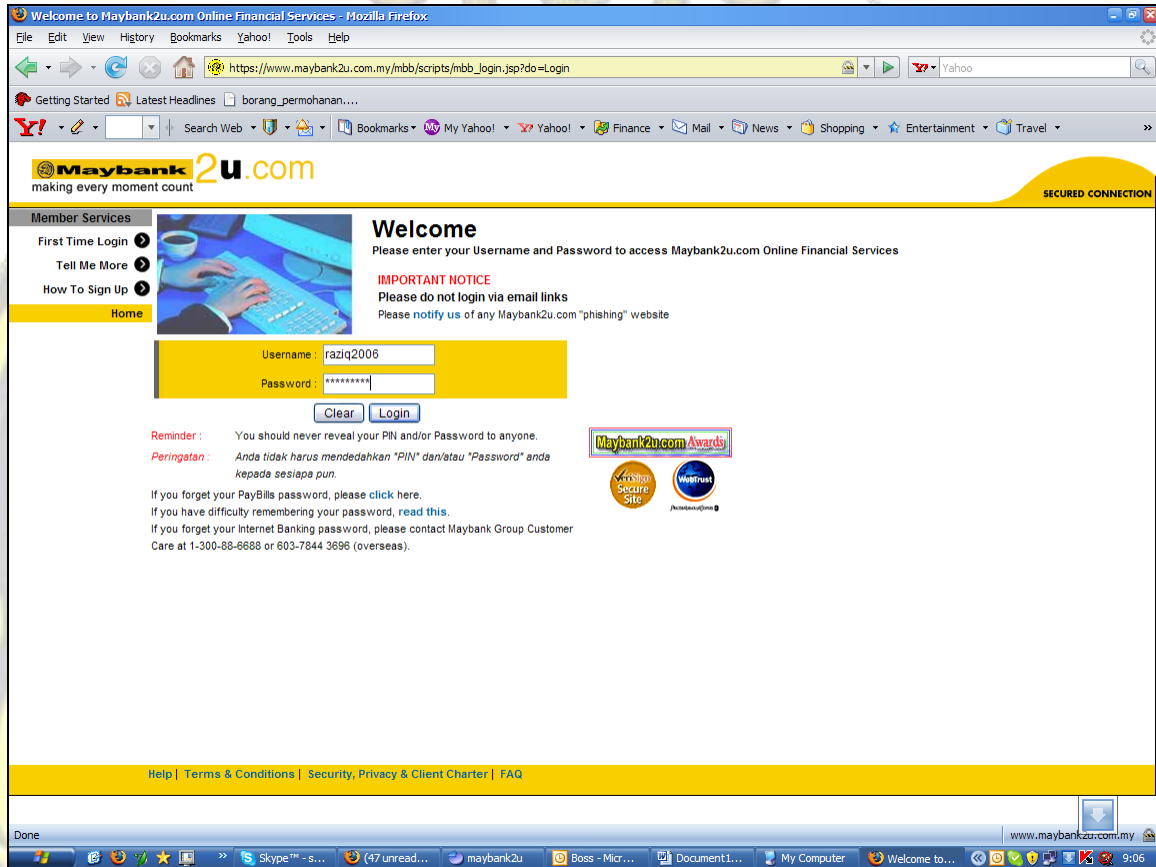 Welcome to Maybank2u.com Online Financial Services - Mozilla Firefox
File Edit View History Bookmarks Yahoo! Tools Help
https://www.maybank2u.com.my/mbb/scripts/mbb_login.jsp?do=Login
Yahoo
Getting Started Latest Headlines borang_permohanan....
Y! Search Web Bookmarks My Yahoo! Yahoo! Finance Mail News Shopping Entertainment Travel »
Maybank2u.com
making every moment count
SECURED CONNECTION
Member Services
First Time Login
Tell Me More
How To Sign Up
Home
Welcome
Please enter your Username and Password to access Maybank2u.com Online Financial Services
IMPORTANT NOTICE
Please do not login via email links
Please notify us of any Maybank2u.com "phishing" website
Username : raziq2006
Password : *********
Clear Login
Reminder : You should never reveal your PIN and/or Password to anyone.
Peringatan : Anda tidak harus mendedahkan "PIN" dan/atau "Password" anda
kepada sesiapa pun.
If you forget your PayBills password, please click here.
If you have difficulty remembering your password, read this.
If you forget your Internet Banking password, please contact Maybank Group Customer
Care at 1-300-88-6688 or 603-7844 3696 (overseas).
Maybank2u.com Awards
VeriSign
Secure
Site
WebTrust
Help | Terms & Conditions | Security, Privacy & Client Charter | FAQ
Done
www.maybank2u.com.my
» Skype™ - s... (47 unread... maybank2u Boss - Micr... Document1... My Computer Welcome to... 9:06